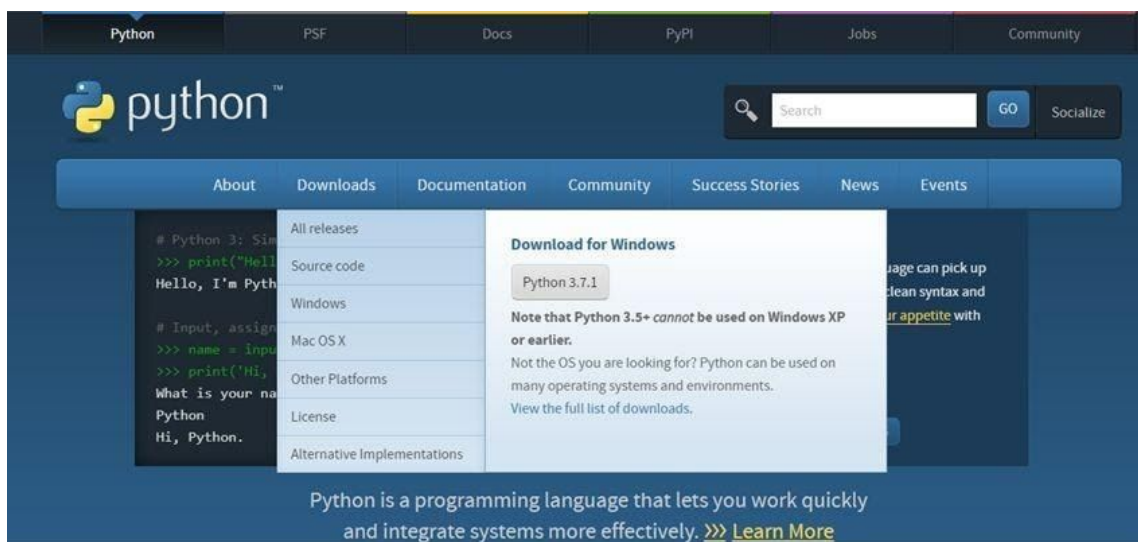 Python PSF Docs PyPI Jobs Community
python™
Search GO Socialize
About Downloads Documentation Community Success Stories News Events
# Python 3: Sim
>>> print("Hell
Hello, I'm Pyth
# Input, assign
>>> name = inpu
>>> print('Hi,
What is your na
Python
Hi, Python.
All releases
Source code
Windows
Mac OS X
Other Platforms
License
Alternative Implementations
Download for Windows
Python 3.7.1
Note that Python 3.5+ cannot be used on Windows XP
or earlier.
Not the OS you are looking for? Python can be used on
many operating systems and environments.
View the full list of downloads.
uage can pick up
clean syntax and
ur appetite with
Python is a programming language that lets you work quickly
and integrate systems more effectively. >>> Learn More